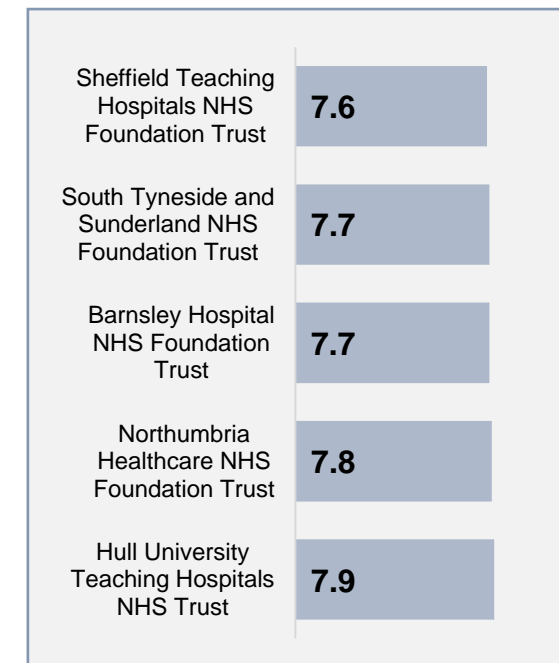 Sheffield Teaching
Hospitals NHS
Foundation Trust
7.6
South Tyneside and
Sunderland NHS
Foundation Trust
7.7
Barnsley Hospital
NHS Foundation
Trust
7.7
Northumbria
Healthcare NHS
Foundation Trust
7.8
Hull University
Teaching Hospitals
NHS Trust
7.9